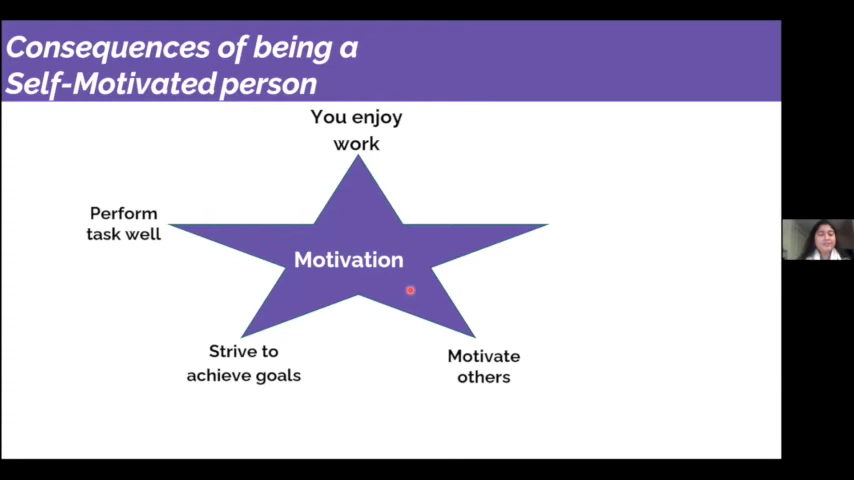 Consequences of being a
Self-Motivated person
You enjoy
work
Perform
task well
Motivation
Strive to
achieve goals
Motivate
others